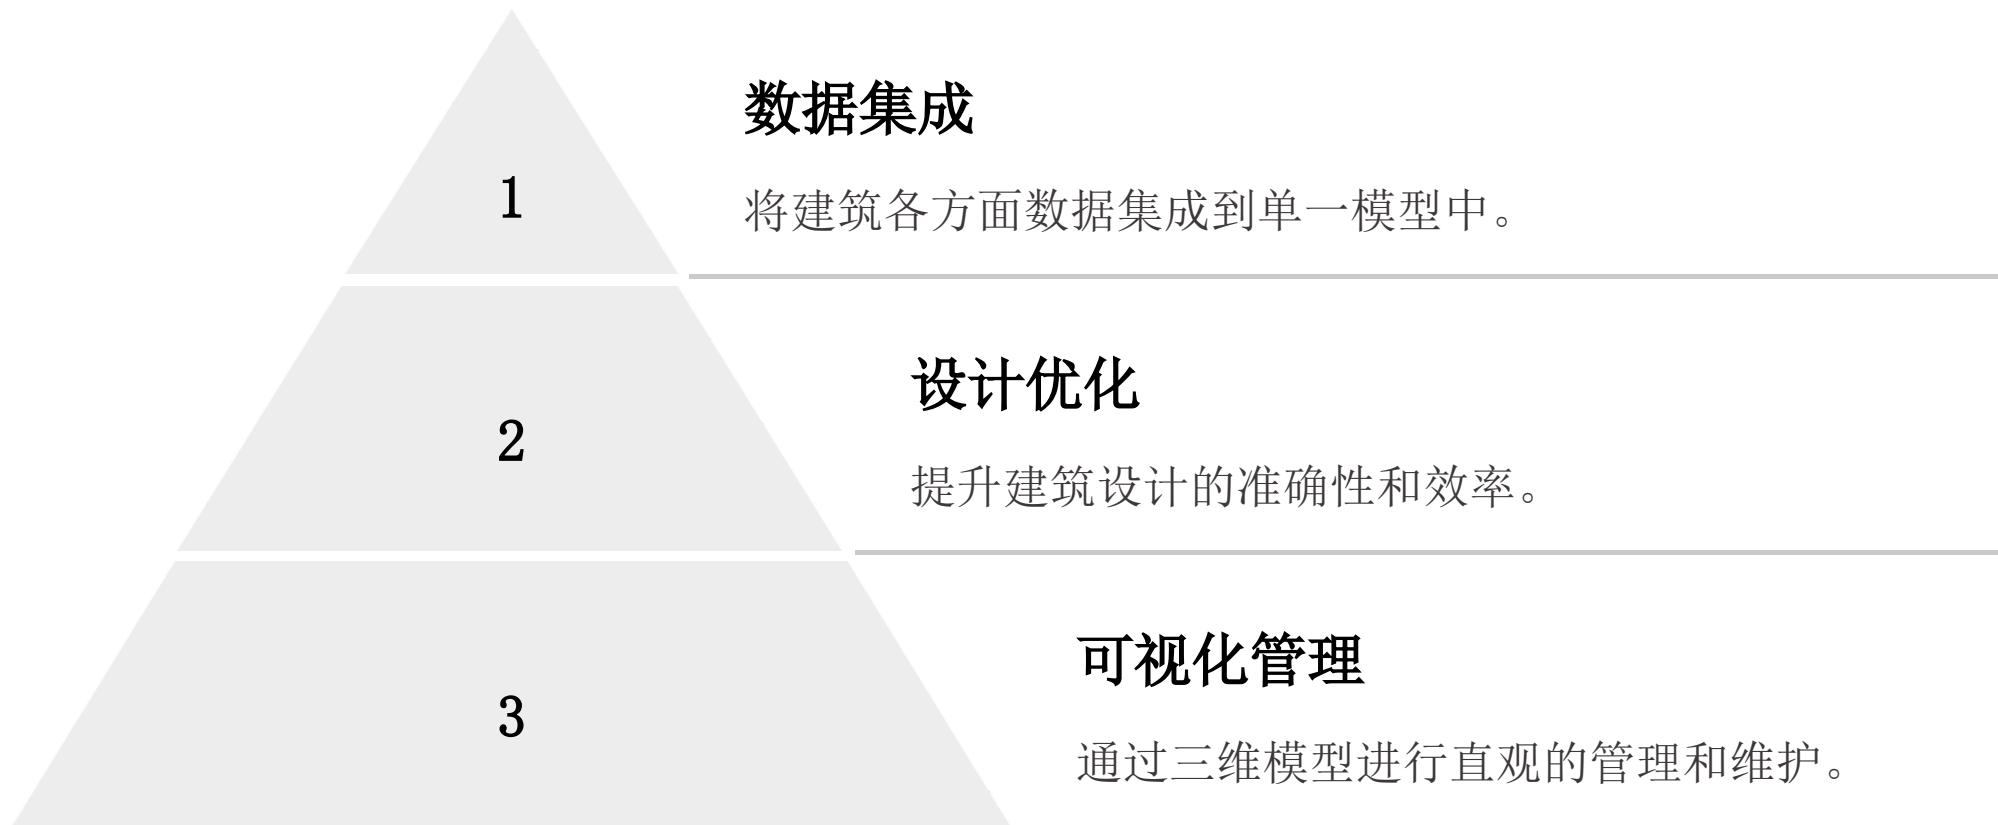 1
数据集成
将建筑各方面数据集成到单一模型中。
2
设计优化
提升建筑设计的准确性和效率。
3
可视化管理
通过三维模型进行直观的管理和维护。